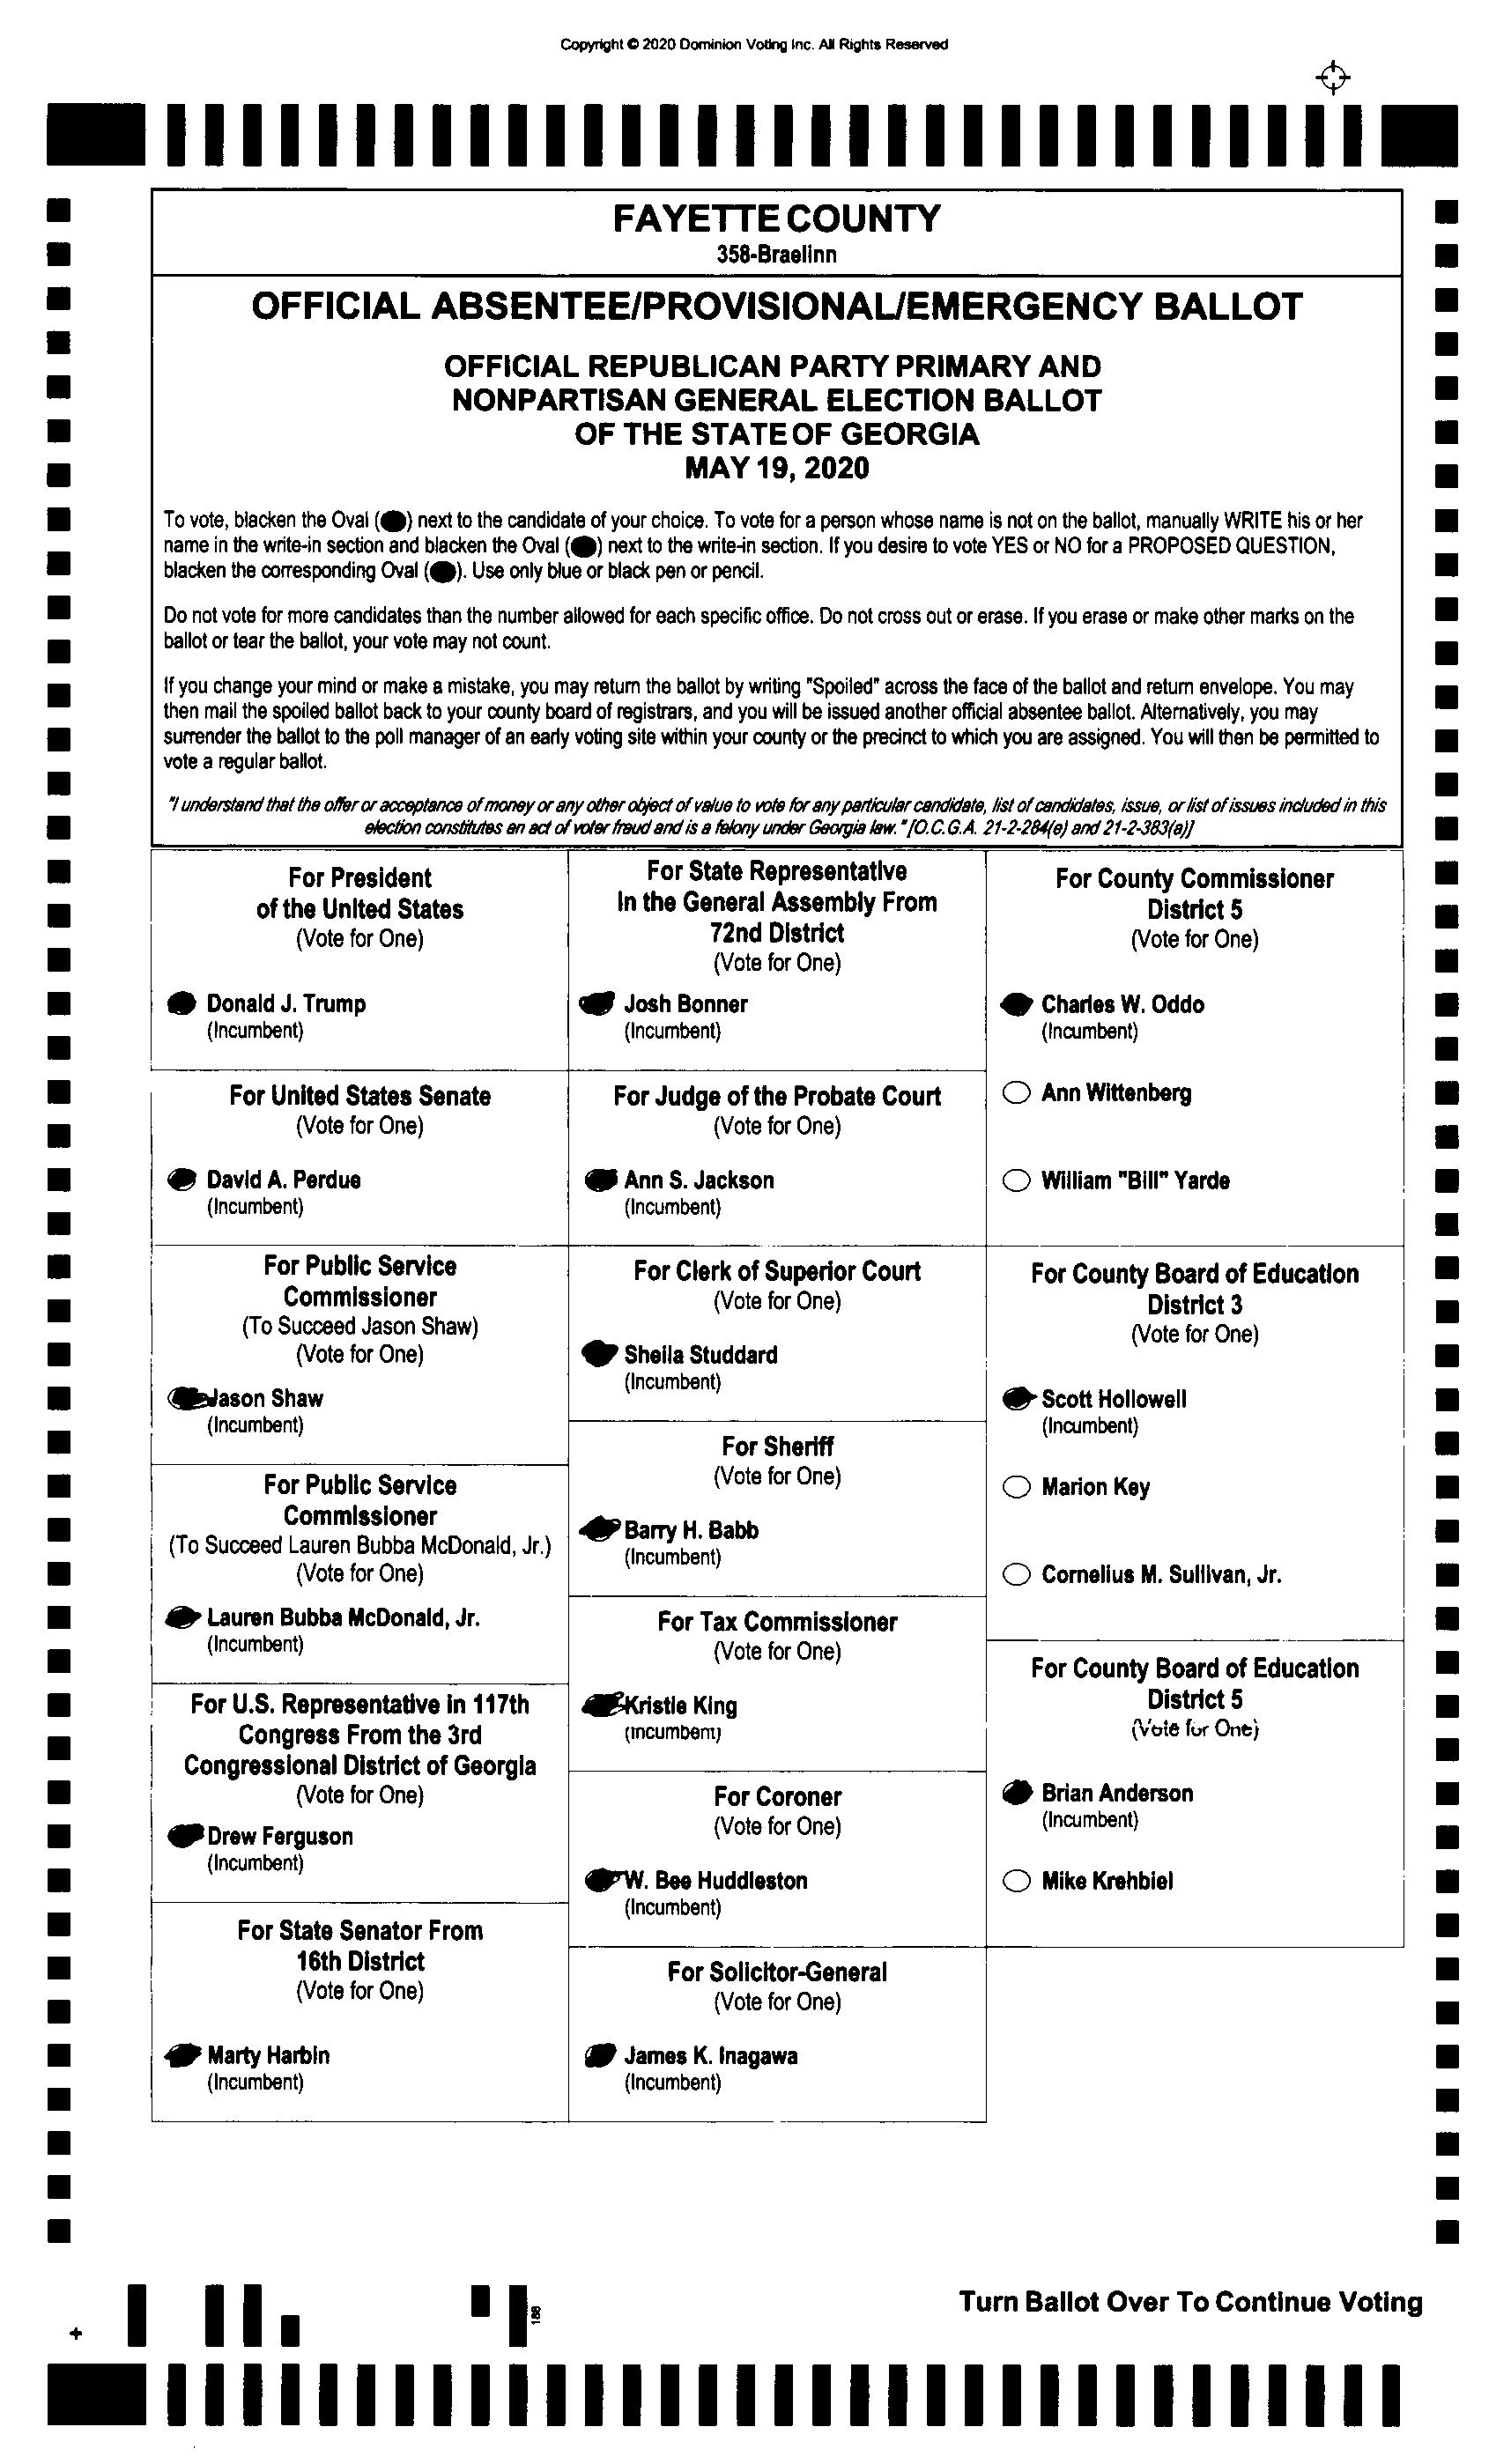 Copyright © 2020 Dominion Voting Inc. All Rights Reserved
FAYETTE COUNTY
358-Braelinn
OFFICIAL ABSENTEE/PROVISIONAL/EMERGENCY BALLOT
OFFICIAL REPUBLICAN PARTY PRIMARY AND
NONPARTISAN GENERAL ELECTION BALLOT
OF THE STATE OF GEORGIA
MAY 19, 2020
To vote, blacken the Oval () next to the candidate of your choice. To vote for a person whose name is not on the ballot, manually WRITE his or her
name in the write-in section and blacken the Oval () next to the write-in section. If you desire to vote YES or NO for a PROPOSED QUESTION,
blacken the corresponding Oval (). Use only blue or black pen or pencil.
Do not vote for more candidates than the number allowed for each specific office. Do not cross out or erase. If you erase or make other marks on the
ballot or tear the ballot, your vote may not count.
If you change your mind or make a mistake, you may return the ballot by writing "Spoiled" across the face of the ballot and return envelope. You may
then mail the spoiled ballot back to your county board of registrars, and you will be issued another official absentee ballot. Alternatively, you may
surrender the ballot to the poll manager of an early voting site within your county or the precinct to which you are assigned. You will then be permitted to
vote a regular ballot.
"I understand that the offer or acceptance of money or any other object of value to vote for any particular candidate, list of candidates, issue, or list of issues included in this
election constitutes an act of voter fraud and is a felony under Georgia law." [O.C.G.A. 21-2-284(e) and 21-2-383(a)]
For President
of the United States
(Vote for One)
Donald J. Trump
(Incumbent)
For United States Senate
(Vote for One)
David A. Perdue
(Incumbent)
For Public Service
Commissioner
(To Succeed Jason Shaw)
(Vote for One)
Jason Shaw
(Incumbent)
For Public Service
Commissioner
(To Succeed Lauren Bubba McDonald, Jr.)
(Vote for One)
Lauren Bubba McDonald, Jr.
(Incumbent)
For U.S. Representative in 117th
Congress From the 3rd
Congressional District of Georgia
(Vote for One)
Drew Ferguson
(Incumbent)
For State Senator From
16th District
(Vote for One)
Marty Harbin
(Incumbent)
For State Representative
In the General Assembly From
72nd District
(Vote for One)
Josh Bonner
(Incumbent)
For Judge of the Probate Court
(Vote for One)
Ann S. Jackson
(Incumbent)
For Clerk of Superior Court
(Vote for One)
Sheila Studdard
(Incumbent)
For Sheriff
(Vote for One)
Barry H. Babb
(Incumbent)
For Tax Commissioner
(Vote for One)
Kristie King
(Incumbent)
For Coroner
(Vote for One)
W. Bee Huddleston
(Incumbent)
For Solicitor-General
(Vote for One)
James K. Inagawa
(Incumbent)
For County Commissioner
District 5
(Vote for One)
Charles W. Oddo
(Incumbent)
Ann Wittenberg
William "Bill" Yarde
For County Board of Education
District 3
(Vote for One)
Scott Hollowell
(Incumbent)
Marion Key
Cornelius M. Sullivan, Jr.
For County Board of Education
District 5
(Vote for One)
Brian Anderson
(Incumbent)
Mike Krehbiel
188
Turn Ballot Over To Continue Voting